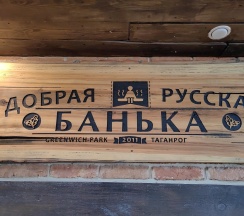 ДОБРАЯ РУССКА
БАНЬКА
GREENWICH-PARK 2011 ТАГАНРОГ